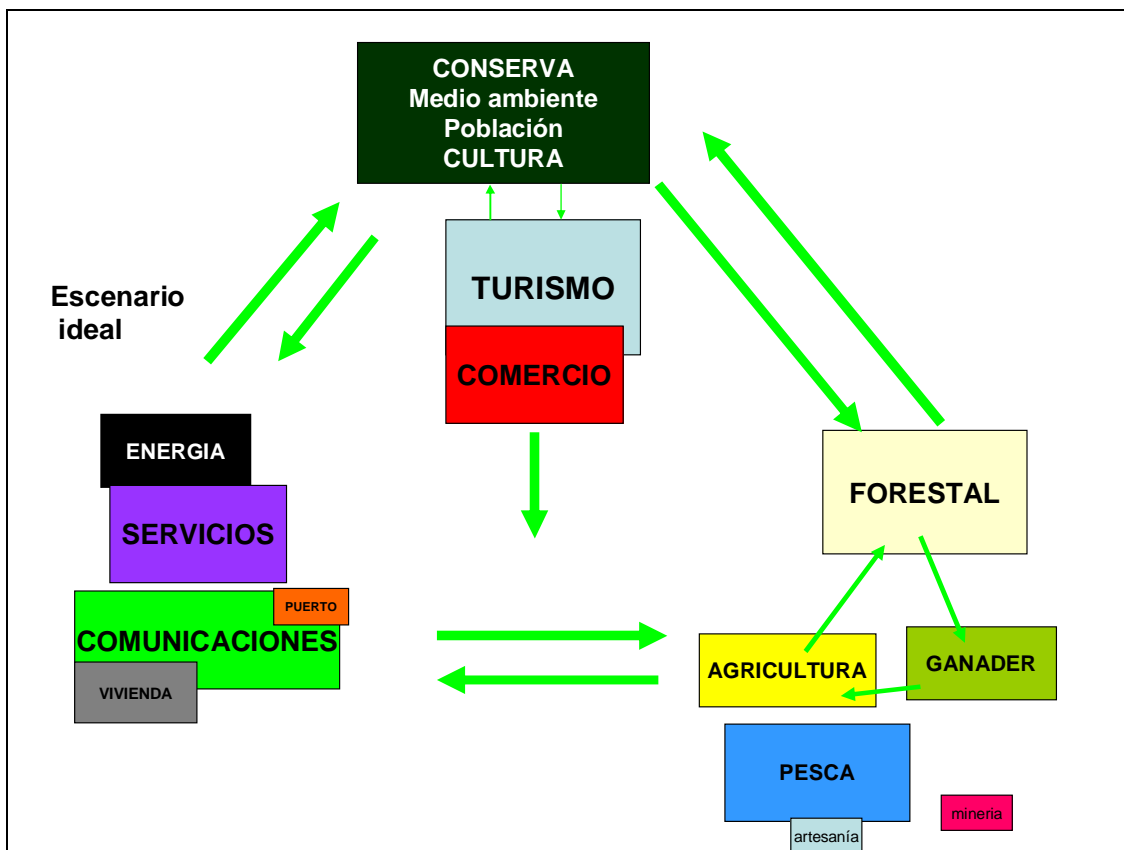 CONSERVA
Medio ambiente
Población
CULTURA
TURISMO
Escenario
ideal
COMERCIO
ENERGIA
FORESTAL
SERVICIOS
PUERTO
COMUNICACIONES
AGRICULTURA
GANADER
VIVIENDA
PESCA
minería
artesanía